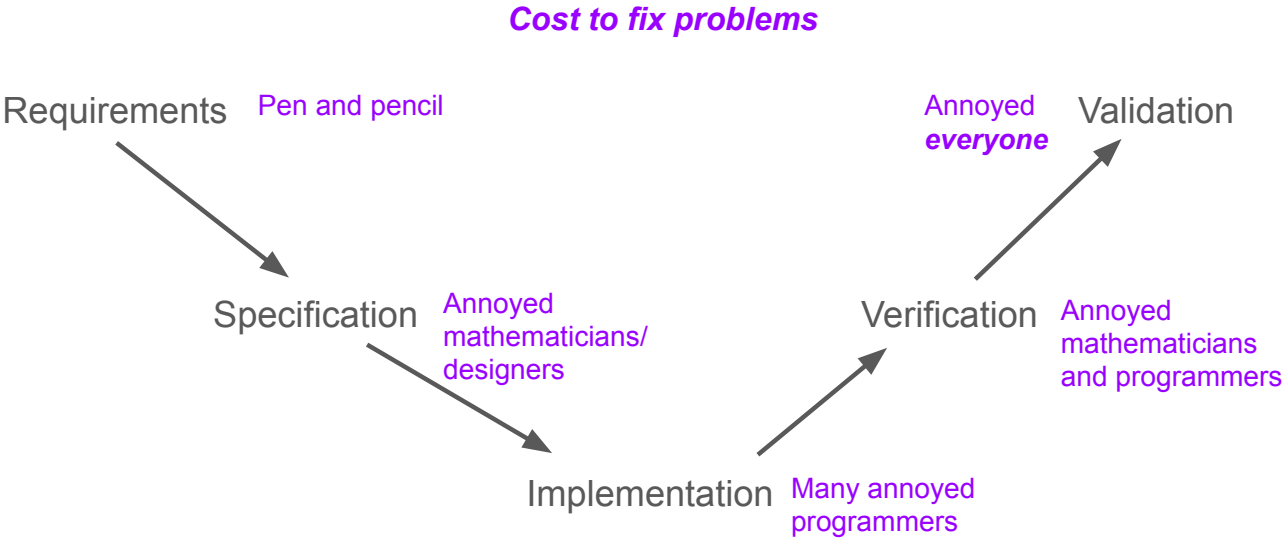 Cost to fix problems
Requirements
Pen and pencil
Annoyed
everyone
Validation
Specification
Annoyed
mathematicians/
designers
Verification
Annoyed
mathematicians
and programmers
Implementation
Many annoyed
programmers